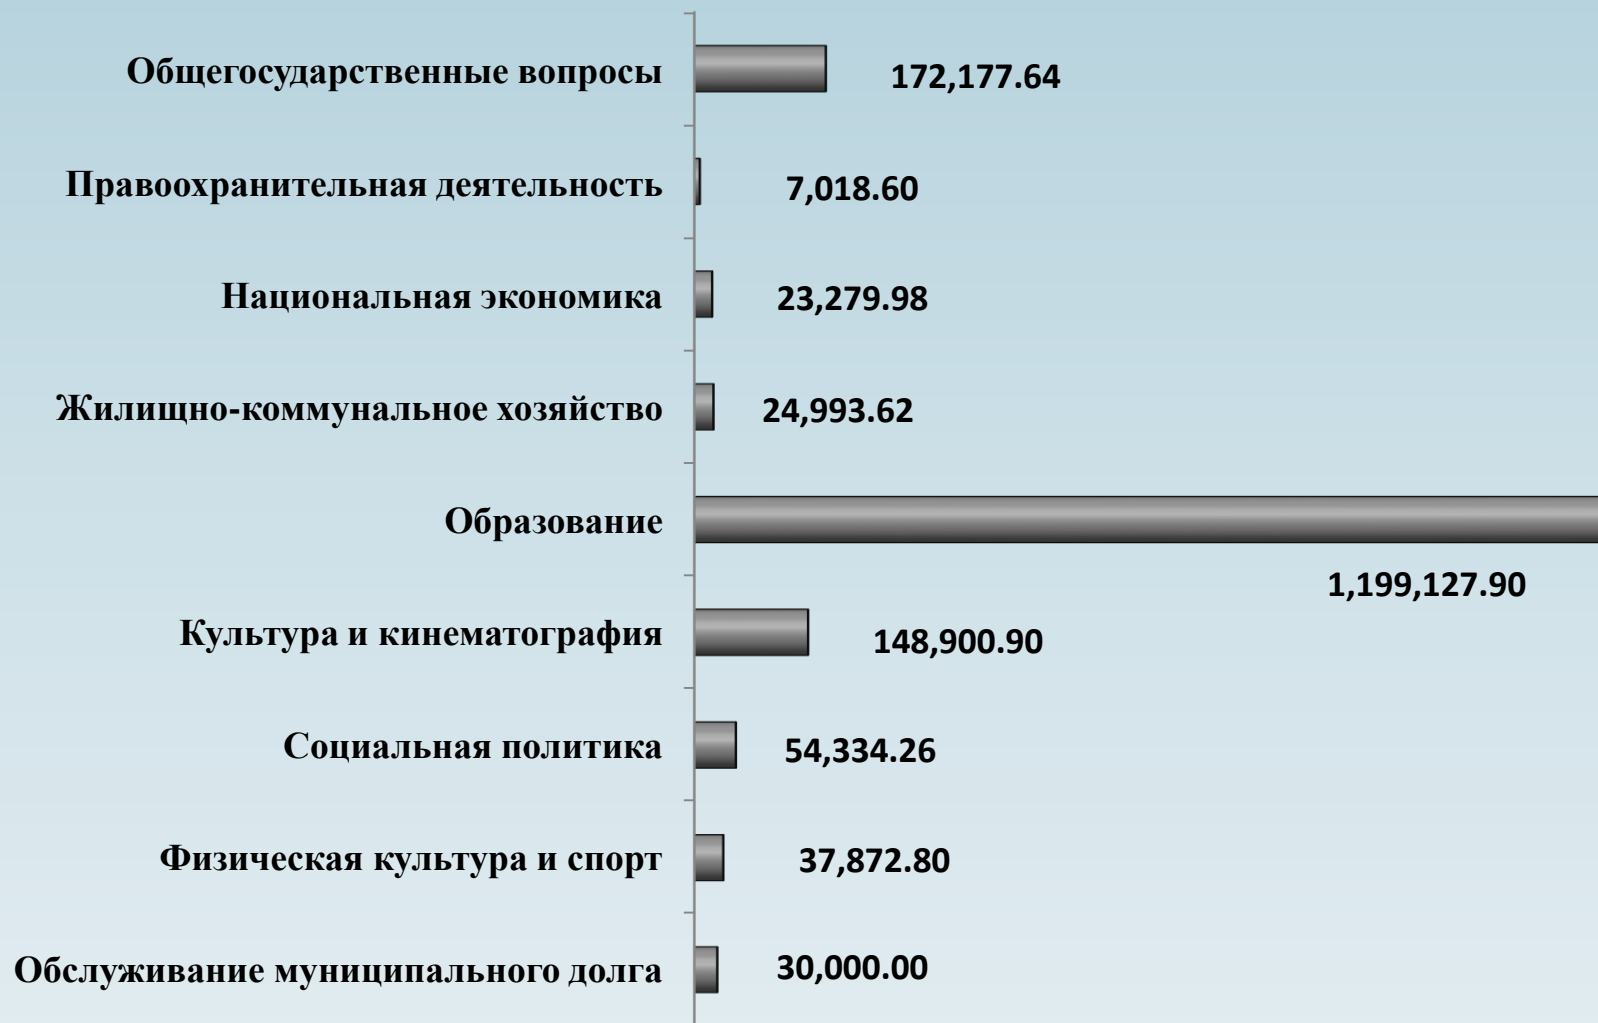 Общегосударственные вопросы 172,177.64
Правоохранительная деятельность 7,018.60
Национальная экономика 23,279.98
Жилищно-коммунальное хозяйство 24,993.62
Образование
1,199,127.90
Культура и кинематография 148,900.90
Социальная политика 54,334.26
Физическая культура и спорт 37,872.80
Обслуживание муниципального долга 30,000.00